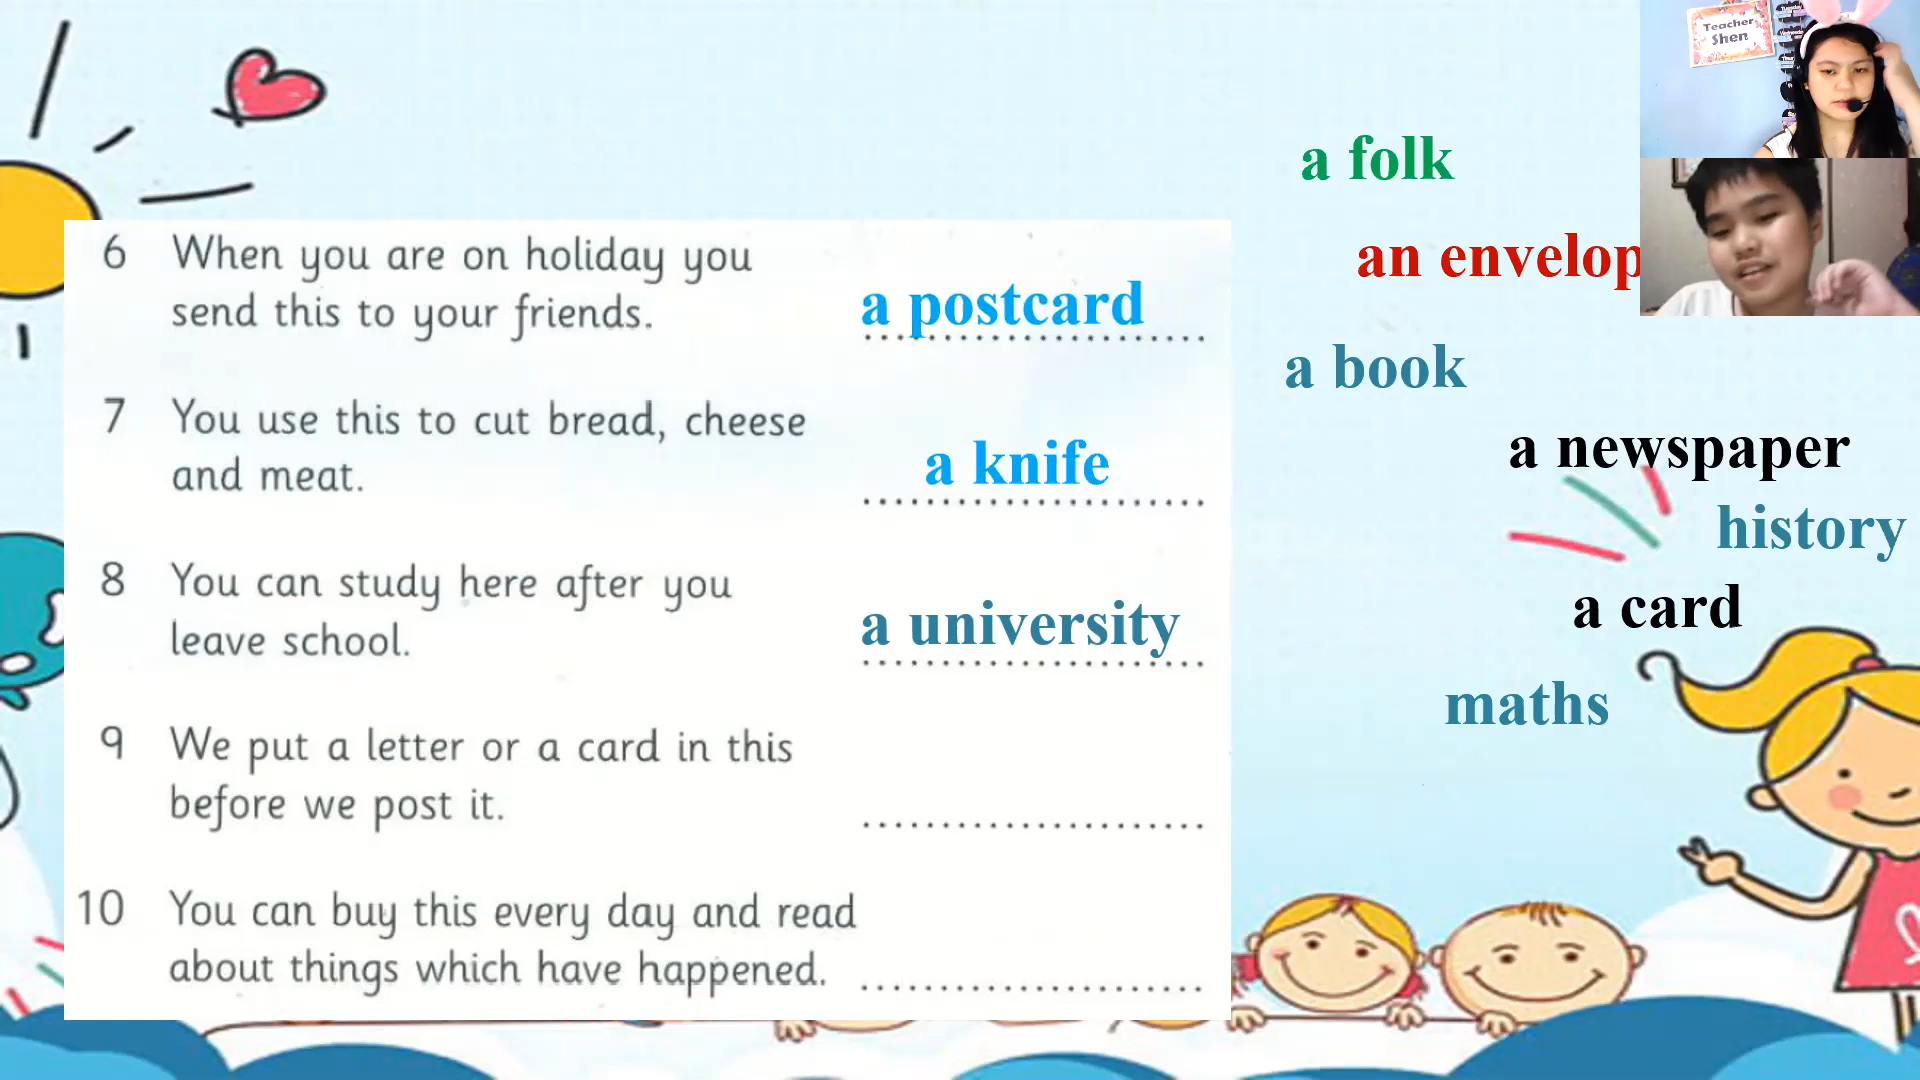 Teacher
Shen
a folk
an envelop
6 When you are on holiday you
send this to your friends.
a postcard
a book
7 You use this to cut bread, cheese
and meat.
a knife
a newspaper
history
8 You can study here after you
leave school.
a university
a card
maths
9 We put a letter or a card in this
before we post it.
10 You can buy this every day and read
about things which have happened.